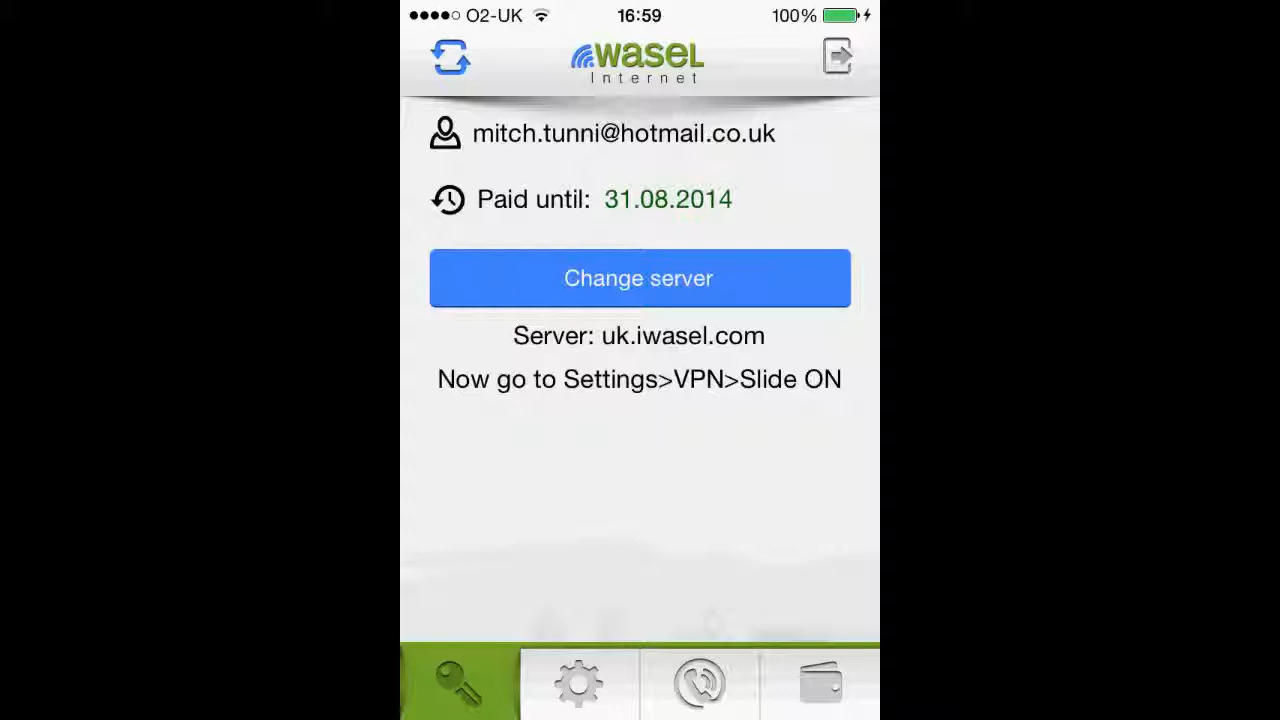 O2-UK 16:59 100%
wasel
Internet
mitch.tunni@hotmail.co.uk
Paid until: 31.08.2014
Change server
Server: uk.iwasel.com
Now go to Settings>VPN>Slide ON